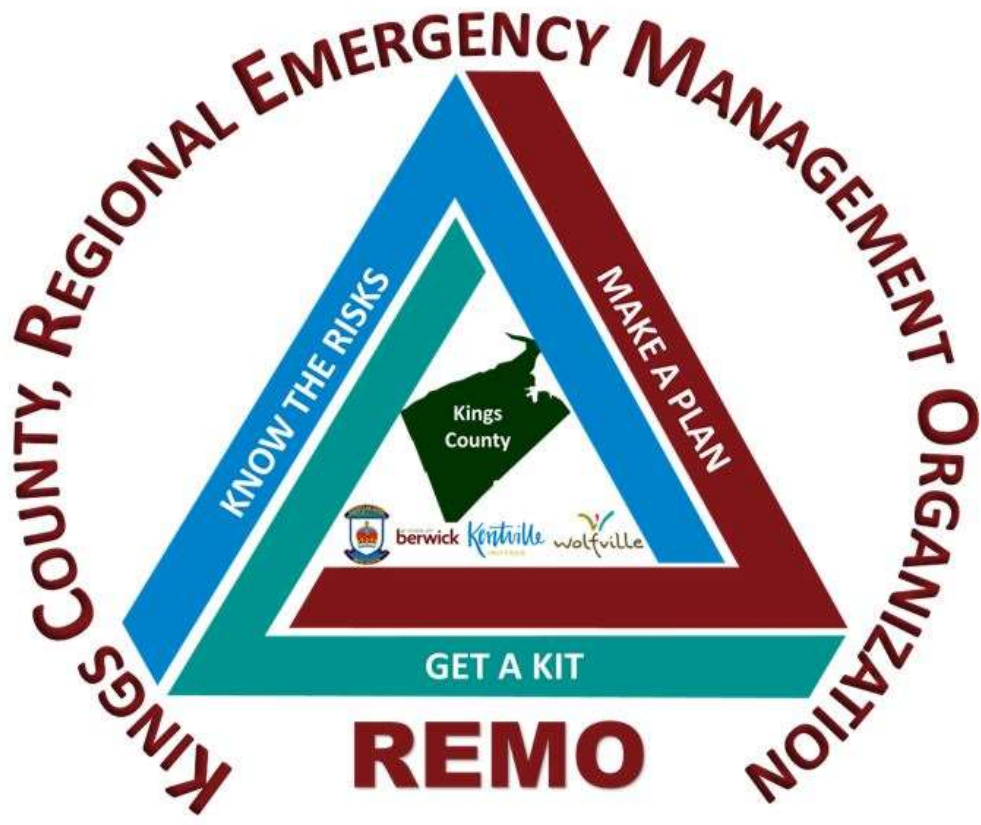 KINGS COUNTY, REGIONAL EMERGENCY MANAGEMENT ORGANIZATION
KNOW THE RISKS
MAKE A PLAN
Kings
County
berwick
Kentville
wolfville
GET A KIT
REMO